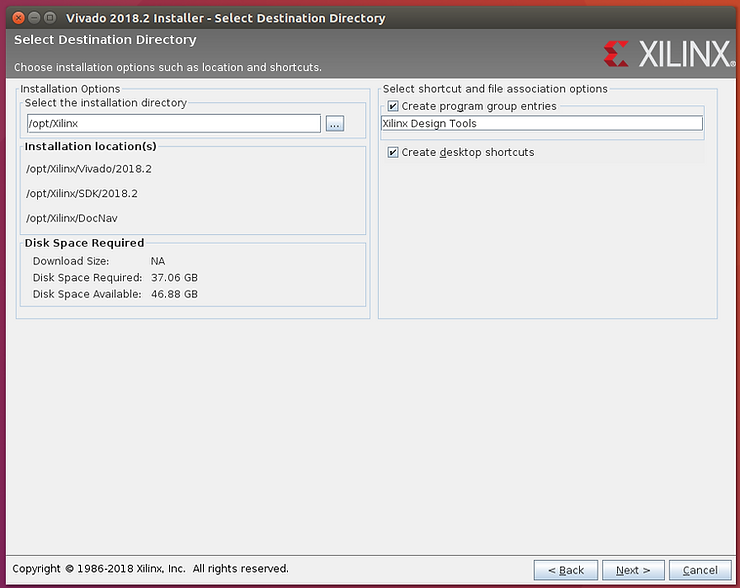 Vivado 2018.2 Installer - Select Destination Directory
Select Destination Directory
Choose installation options such as location and shortcuts.
XILINX®
Installation Options
Select the installation directory
/opt/Xilinx
...
Installation location(s)
/opt/Xilinx/Vivado/2018.2
/opt/Xilinx/SDK/2018.2
/opt/Xilinx/DocNav
Disk Space Required
Download Size: NA
Disk Space Required: 37.06 GB
Disk Space Available: 46.88 GB
Select shortcut and file association options
Create program group entries
Xilinx Design Tools
Create desktop shortcuts
Copyright © 1986-2018 Xilinx, Inc. All rights reserved.
< Back
Next >
Cancel